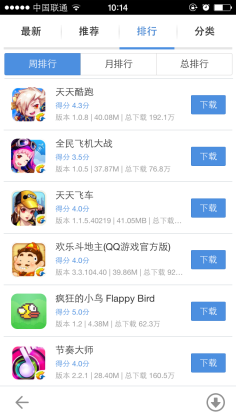 中国联通
10:14
最新 推荐 排行 分类
周排行 月排行 总排行
天天酷跑
得分 4.3分
版本 1.0.8 | 40.08M | 总下载 192.1万
下载
全民飞机大战
得分 3.5分
版本 1.0.5 | 37.87M | 总下载 76.8万
下载
天天飞车
得分 4.0分
版本 1.1.5.40219 | 41.05MB | 总下载...
下载
欢乐斗地主(QQ游戏官方版)
得分 4.0分
版本 3.3.104.40 | 39.86M | 总下载 92...
下载
疯狂的小鸟 Flappy Bird
得分 5.0分
版本 1.2 | 4.38M | 总下载 62.3万
下载
节奏大师
得分 4.0分
版本 2.2.1 | 28.40M | 总下载 160.5万
下载